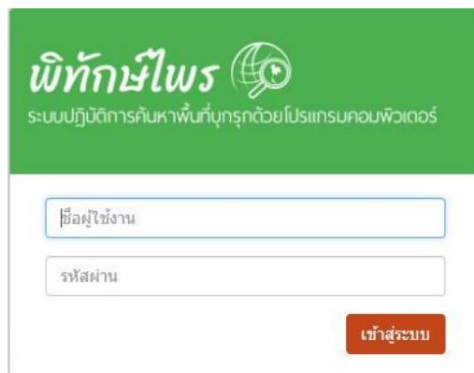 พิทักษ์ไพร
ระบบปฏิบัติการค้นหาพื้นที่บุกรุกด้วยโปรแกรมคอมพิวเตอร์
ชื่อผู้ใช้งาน
รหัสผ่าน
เข้าสู่ระบบ